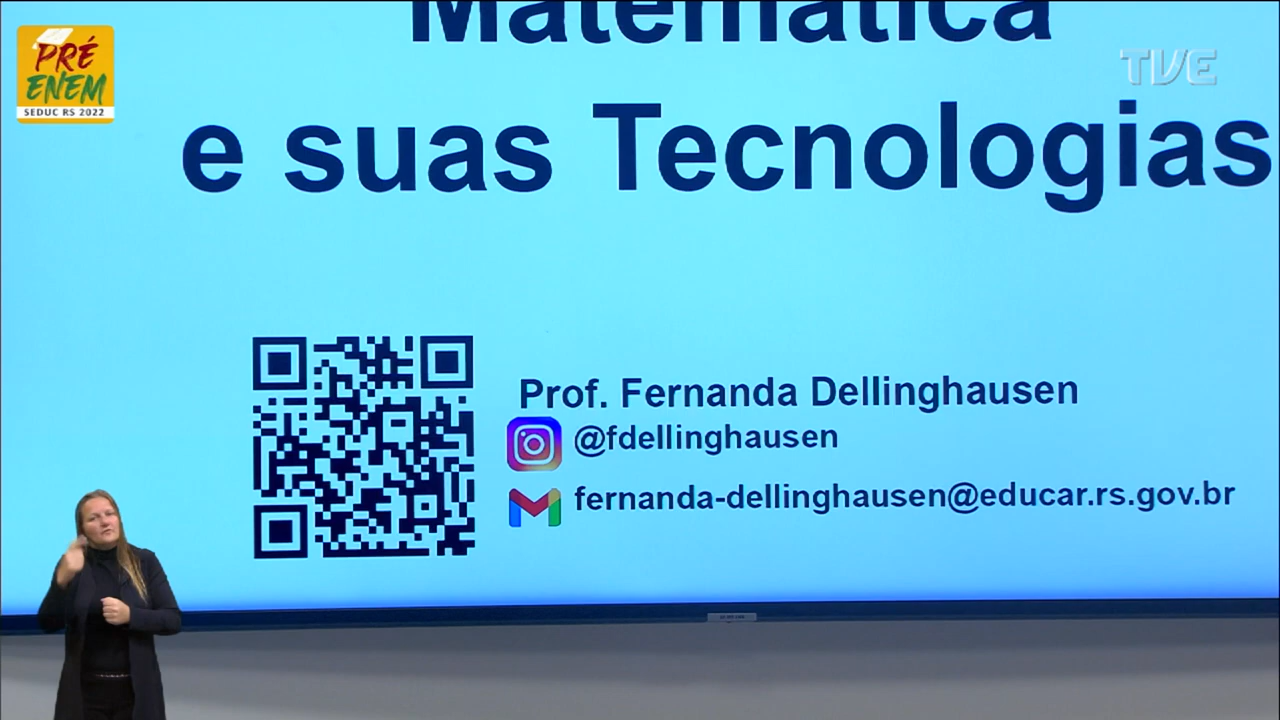 Matemática
e suas Tecnologias
PRÉ
ENEM
SEDUC RS 2022
TVE
Prof. Fernanda Dellinghausen
@fdellinghausen
fernanda-dellinghausen@educar.rs.gov.br